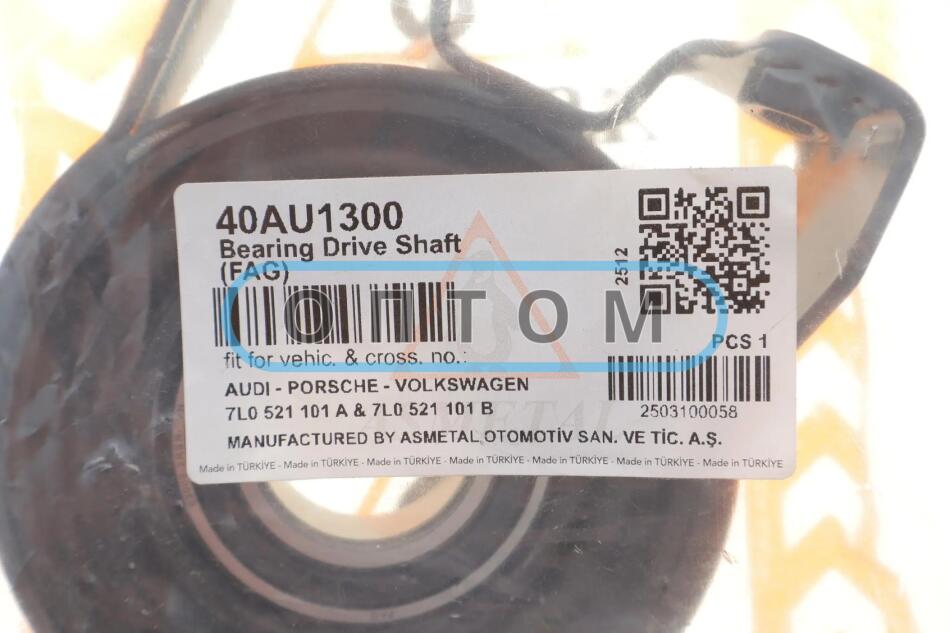 40AU1300
Bearing Drive Shaft
(FAG)
2512
ОПТОМ
PCS 1
fit for vehic. & cross. no.:
AUDI - PORSCHE - VOLKSWAGEN
7L0 521 101 A & 7L0 521 101 B
2503100058
ASMETAL
MANUFACTURED BY ASMETAL OTOMOTİV SAN. VE TİC. A.Ş.
Made in TÜRKİYE - Made in TÜRKİYE - Made in TÜRKİYE - Made in TÜRKİYE - Made in TÜRKİYE - Made in TÜRKİYE - Made in TÜRKİYE